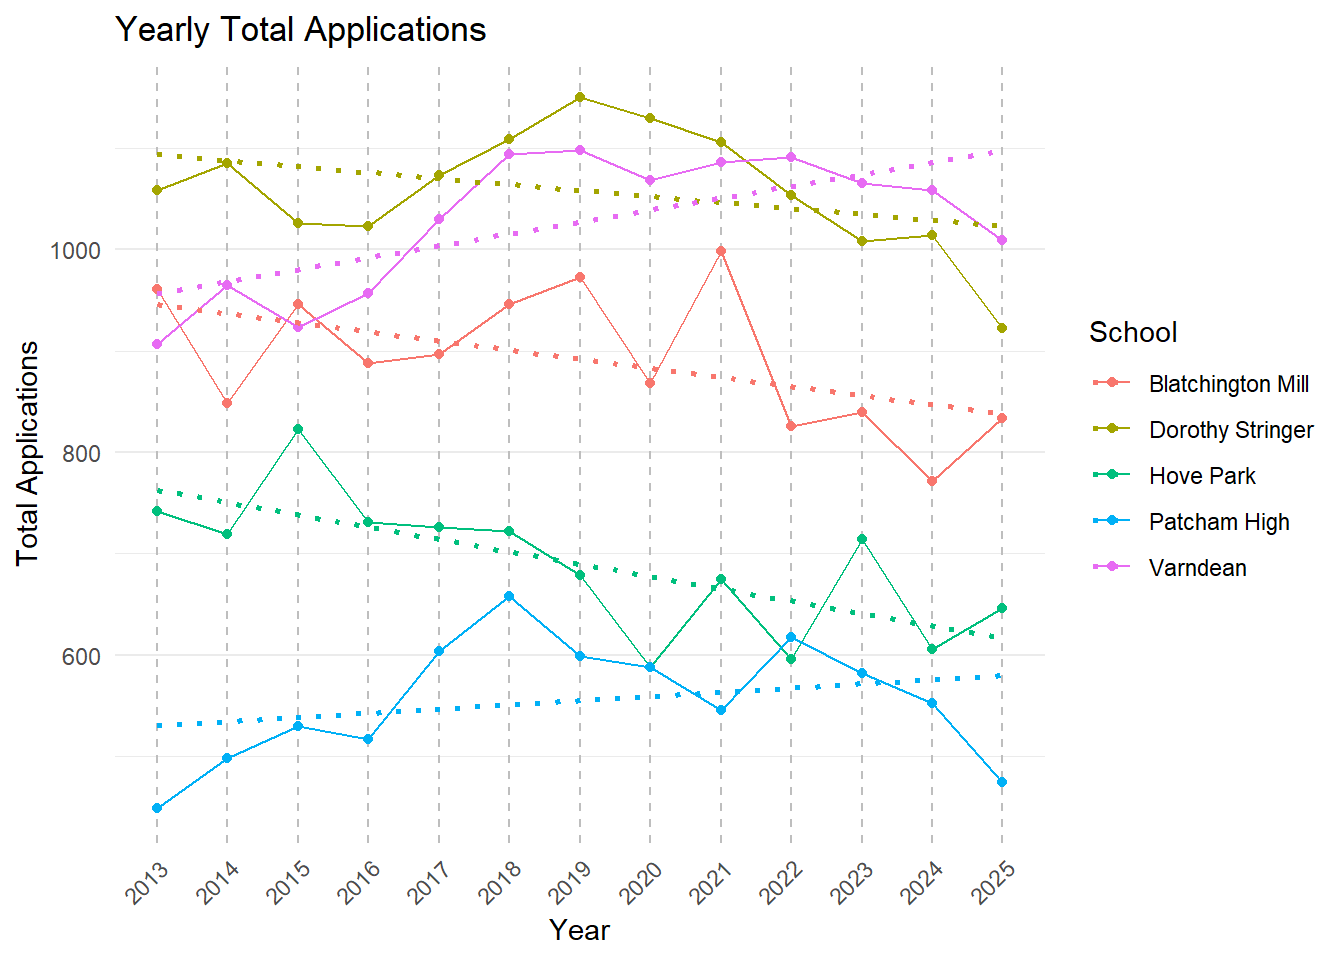 Yearly Total Applications
Total Applications
1000
800
600
2013
2014
2015
2016
2017
2018
2019
2020
2021
2022
2023
2024
2025
Year
School
Blatchington Mill
Dorothy Stringer
Hove Park
Patcham High
Varndean